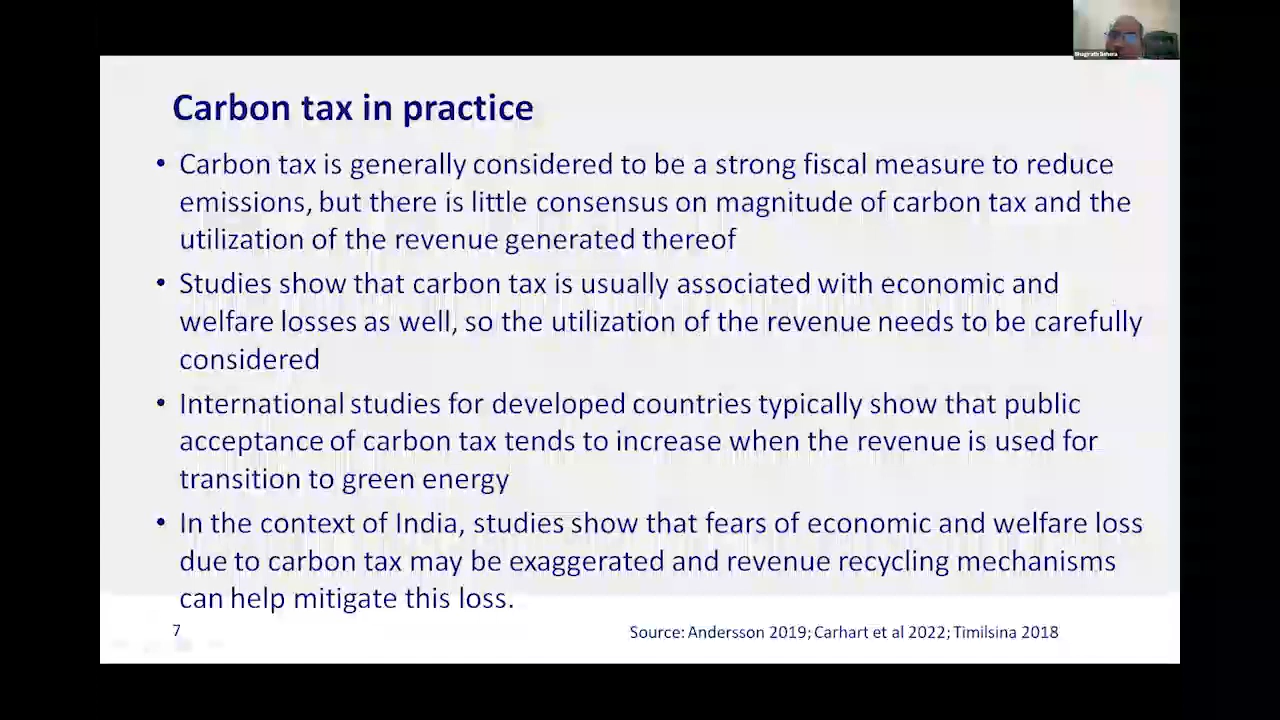 Bhagirath Behera
Carbon tax in practice
• Carbon tax is generally considered to be a strong fiscal measure to reduce
emissions, but there is little consensus on magnitude of carbon tax and the
utilization of the revenue generated thereof
• Studies show that carbon tax is usually associated with economic and
welfare losses as well, so the utilization of the revenue needs to be carefully
considered
• International studies for developed countries typically show that public
acceptance of carbon tax tends to increase when the revenue is used for
transition to green energy
• In the context of India, studies show that fears of economic and welfare loss
due to carbon tax may be exaggerated and revenue recycling mechanisms
can help mitigate this loss.
7
Source: Andersson 2019; Carhart et al 2022; Timilsina 2018